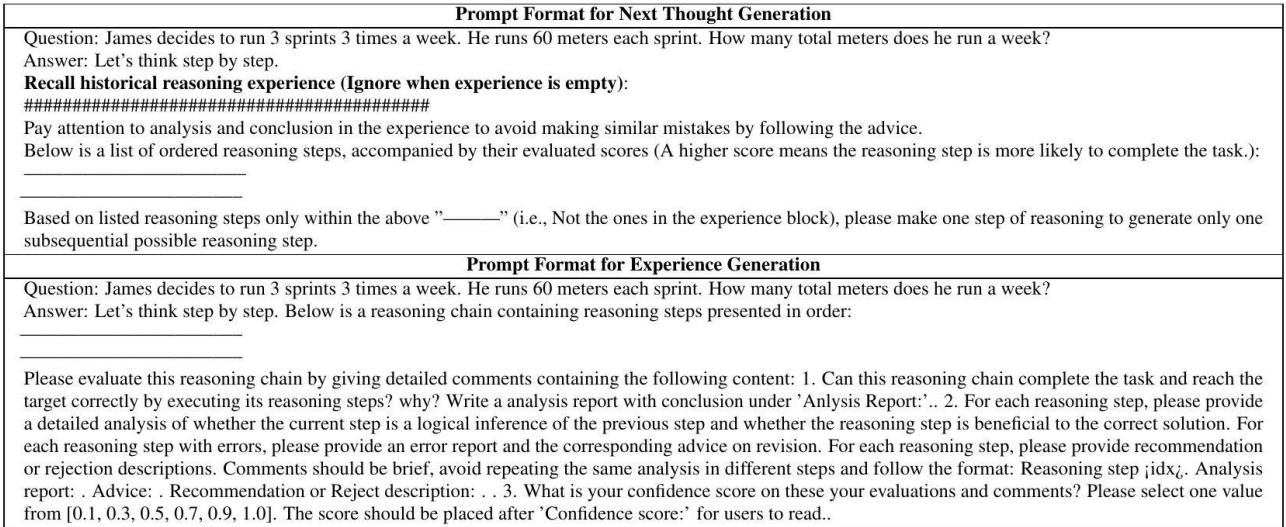 Prompt Format for Next Thought Generation
Question: James decides to run 3 sprints 3 times a week. He runs 60 meters each sprint. How many total meters does he run a week?
Answer: Let's think step by step.
Recall historical reasoning experience (Ignore when experience is empty):
##########################################
Pay attention to analysis and conclusion in the experience to avoid making similar mistakes by following the advice.
Below is a list of ordered reasoning steps, accompanied by their evaluated scores (A higher score means the reasoning step is more likely to complete the task.):
Based on listed reasoning steps only within the above ”———” (i.e., Not the ones in the experience block), please make one step of reasoning to generate only one
subsequential possible reasoning step.
Prompt Format for Experience Generation
Question: James decides to run 3 sprints 3 times a week. He runs 60 meters each sprint. How many total meters does he run a week?
Answer: Let's think step by step. Below is a reasoning chain containing reasoning steps presented in order:
Please evaluate this reasoning chain by giving detailed comments containing the following content: 1. Can this reasoning chain complete the task and reach the
target correctly by executing its reasoning steps? why? Write a analysis report with conclusion under 'Anlysis Report:'.. 2. For each reasoning step, please provide
a detailed analysis of whether the current step is a logical inference of the previous step and whether the reasoning step is beneficial to the correct solution. For
each reasoning step with errors, please provide an error report and the corresponding advice on revision. For each reasoning step, please provide recommendation
or rejection descriptions. Comments should be brief, avoid repeating the same analysis in different steps and follow the format: Reasoning step ¡idx¿. Analysis
report: . Advice: . Recommendation or Reject description: . . 3. What is your confidence score on these your evaluations and comments? Please select one value
from [0.1, 0.3, 0.5, 0.7, 0.9, 1.0]. The score should be placed after 'Confidence score:' for users to read..